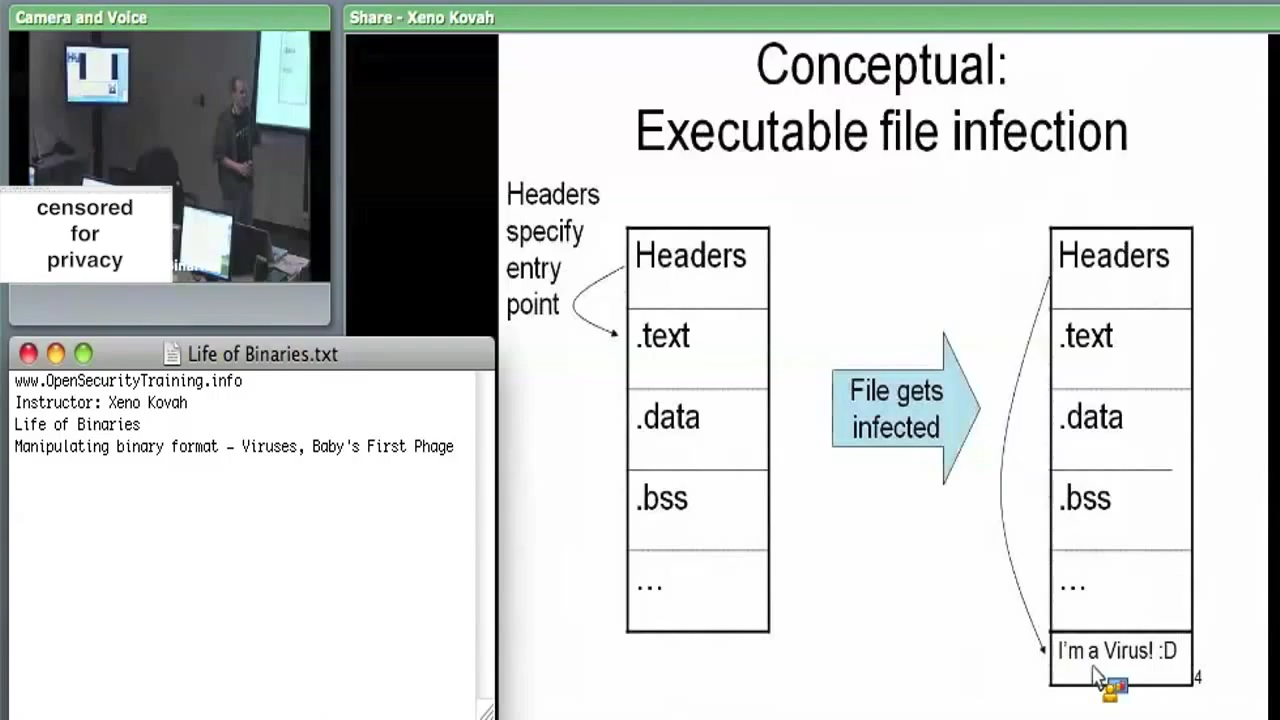 Camera and Voice
Share - Xeno Kovah
censored
for
privacy
Life of Binaries.txt
www.OpenSecurityTraining.info
Instructor: Xeno Kovah
Life of Binaries
Manipulating binary format - Viruses, Baby's First Phage
Conceptual:
Executable file infection
Headers
specify
entry
point
Headers
.text
.data
.bss
...
File gets
infected
Headers
.text
.data
.bss
...
I'm a Virus! :D
4